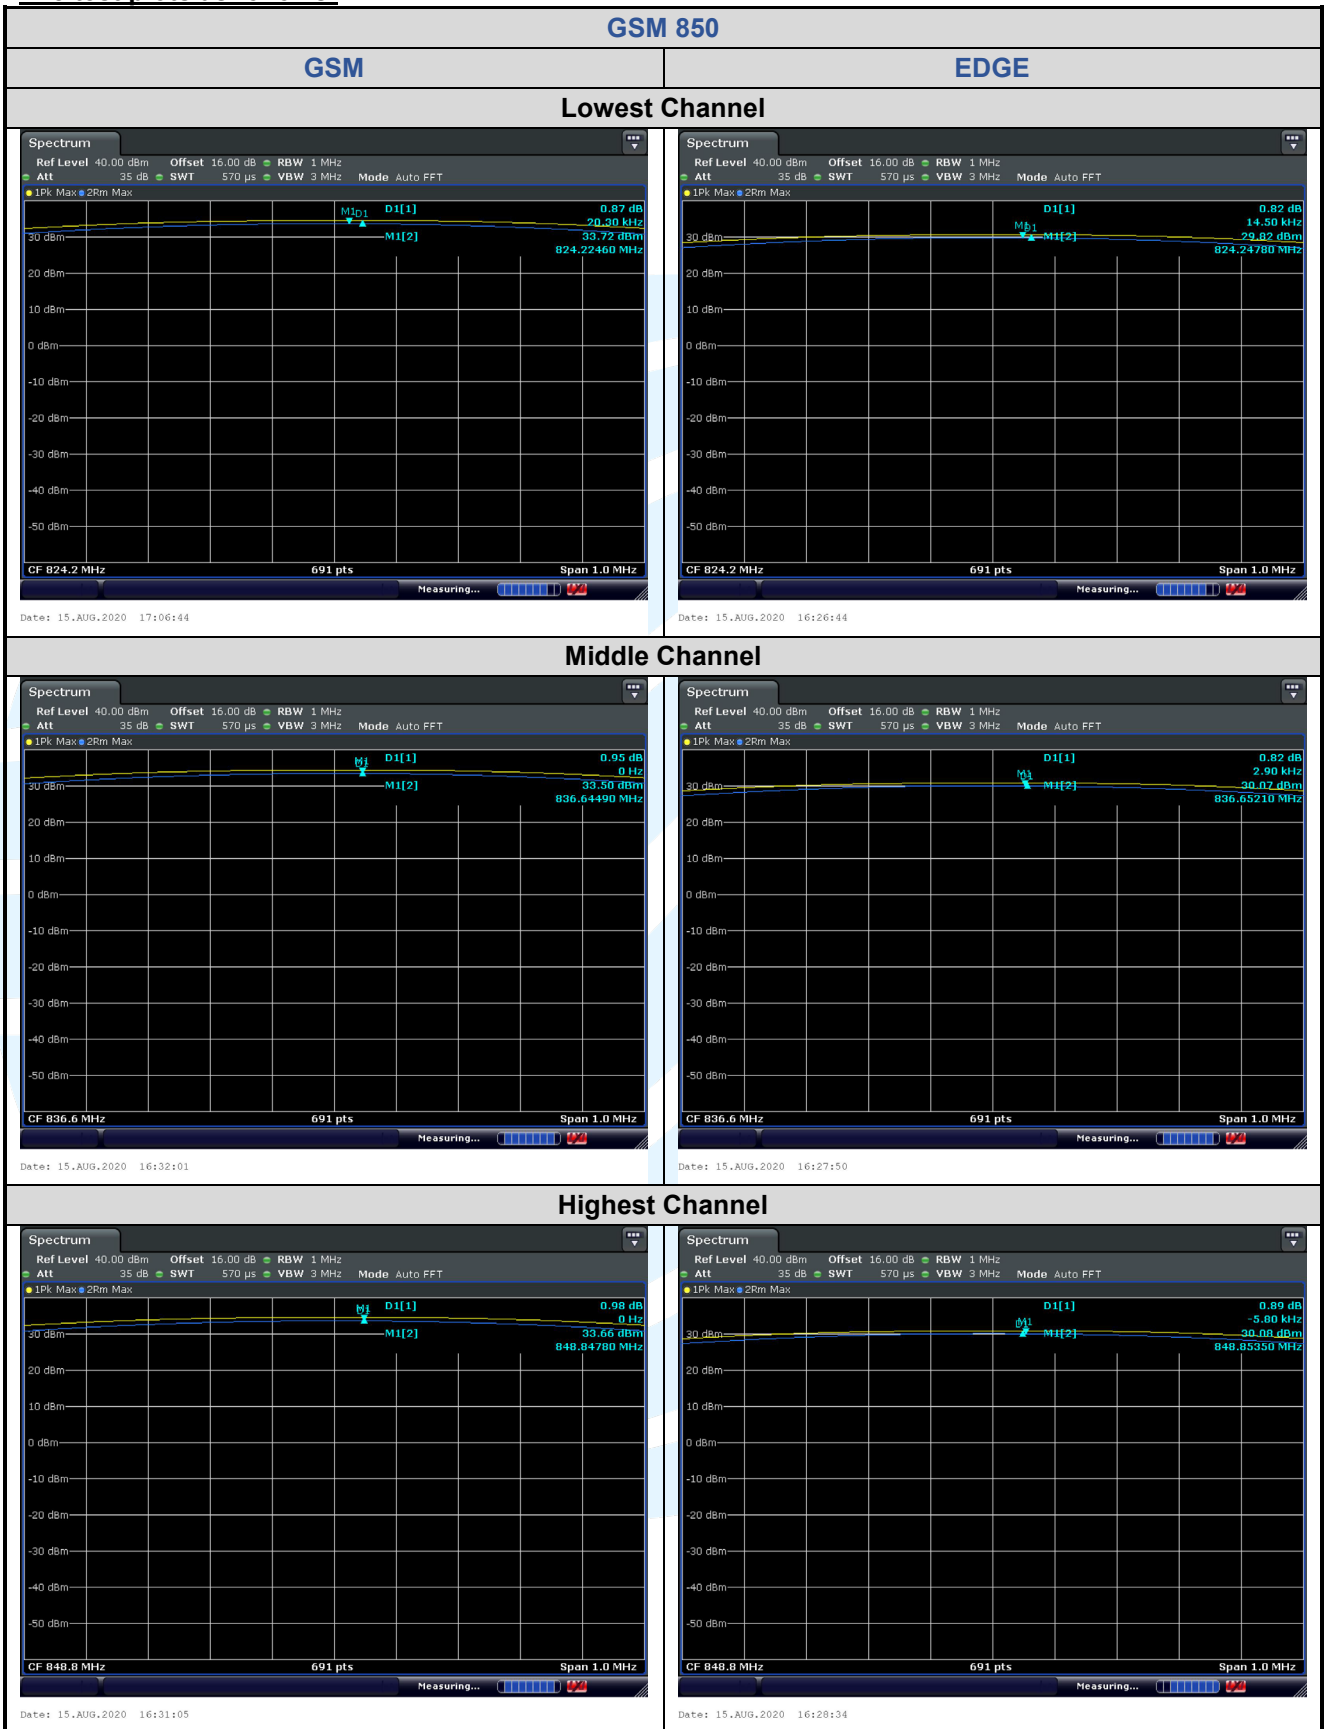 GSM 850
GSM
EDGE
Lowest Channel
Spectrum
Ref Level 40.00 dBm Offset 16.00 dB RBW 1 MHz
Att 35 dB SWT 570 µs VBW 3 MHz Mode Auto FFT
1Pk Max 2Rm Max
M1 D1 D1[1] 0.87 dB
20.30 kHz
30 dBm M1[2] 33.72 dBm
824.22460 MHz
20 dBm
10 dBm
0 dBm
-10 dBm
-20 dBm
-30 dBm
-40 dBm
-50 dBm
CF 824.2 MHz 691 pts Span 1.0 MHz
Measuring...
Date: 15.AUG.2020 17:06:44
Spectrum
Ref Level 40.00 dBm Offset 16.00 dB RBW 1 MHz
Att 35 dB SWT 570 µs VBW 3 MHz Mode Auto FFT
1Pk Max 2Rm Max
D1[1] 0.82 dB
M1 D1 14.50 kHz
30 dBm M1[2] 29.82 dBm
824.24780 MHz
20 dBm
10 dBm
0 dBm
-10 dBm
-20 dBm
-30 dBm
-40 dBm
-50 dBm
CF 824.2 MHz 691 pts Span 1.0 MHz
Measuring...
Date: 15.AUG.2020 16:26:44
Middle Channel
Spectrum
Ref Level 40.00 dBm Offset 16.00 dB RBW 1 MHz
Att 35 dB SWT 570 µs VBW 3 MHz Mode Auto FFT
1Pk Max 2Rm Max
M1 D1[1] 0.95 dB
0 Hz
30 dBm M1[2] 33.50 dBm
836.64490 MHz
20 dBm
10 dBm
0 dBm
-10 dBm
-20 dBm
-30 dBm
-40 dBm
-50 dBm
CF 836.6 MHz 691 pts Span 1.0 MHz
Measuring...
Date: 15.AUG.2020 16:32:01
Spectrum
Ref Level 40.00 dBm Offset 16.00 dB RBW 1 MHz
Att 35 dB SWT 570 µs VBW 3 MHz Mode Auto FFT
1Pk Max 2Rm Max
D1[1] 0.82 dB
M1 2.90 kHz
30 dBm M1[2] 30.07 dBm
836.65210 MHz
20 dBm
10 dBm
0 dBm
-10 dBm
-20 dBm
-30 dBm
-40 dBm
-50 dBm
CF 836.6 MHz 691 pts Span 1.0 MHz
Measuring...
Date: 15.AUG.2020 16:27:50
Highest Channel
Spectrum
Ref Level 40.00 dBm Offset 16.00 dB RBW 1 MHz
Att 35 dB SWT 570 µs VBW 3 MHz Mode Auto FFT
1Pk Max 2Rm Max
M1 D1[1] 0.98 dB
0 Hz
30 dBm M1[2] 33.66 dBm
848.84780 MHz
20 dBm
10 dBm
0 dBm
-10 dBm
-20 dBm
-30 dBm
-40 dBm
-50 dBm
CF 848.8 MHz 691 pts Span 1.0 MHz
Measuring...
Date: 15.AUG.2020 16:31:05
Spectrum
Ref Level 40.00 dBm Offset 16.00 dB RBW 1 MHz
Att 35 dB SWT 570 µs VBW 3 MHz Mode Auto FFT
1Pk Max 2Rm Max
D1[1] 0.89 dB
M1 -5.80 kHz
30 dBm M1[2] 30.08 dBm
848.85350 MHz
20 dBm
10 dBm
0 dBm
-10 dBm
-20 dBm
-30 dBm
-40 dBm
-50 dBm
CF 848.8 MHz 691 pts Span 1.0 MHz
Measuring...
Date: 15.AUG.2020 16:28:34